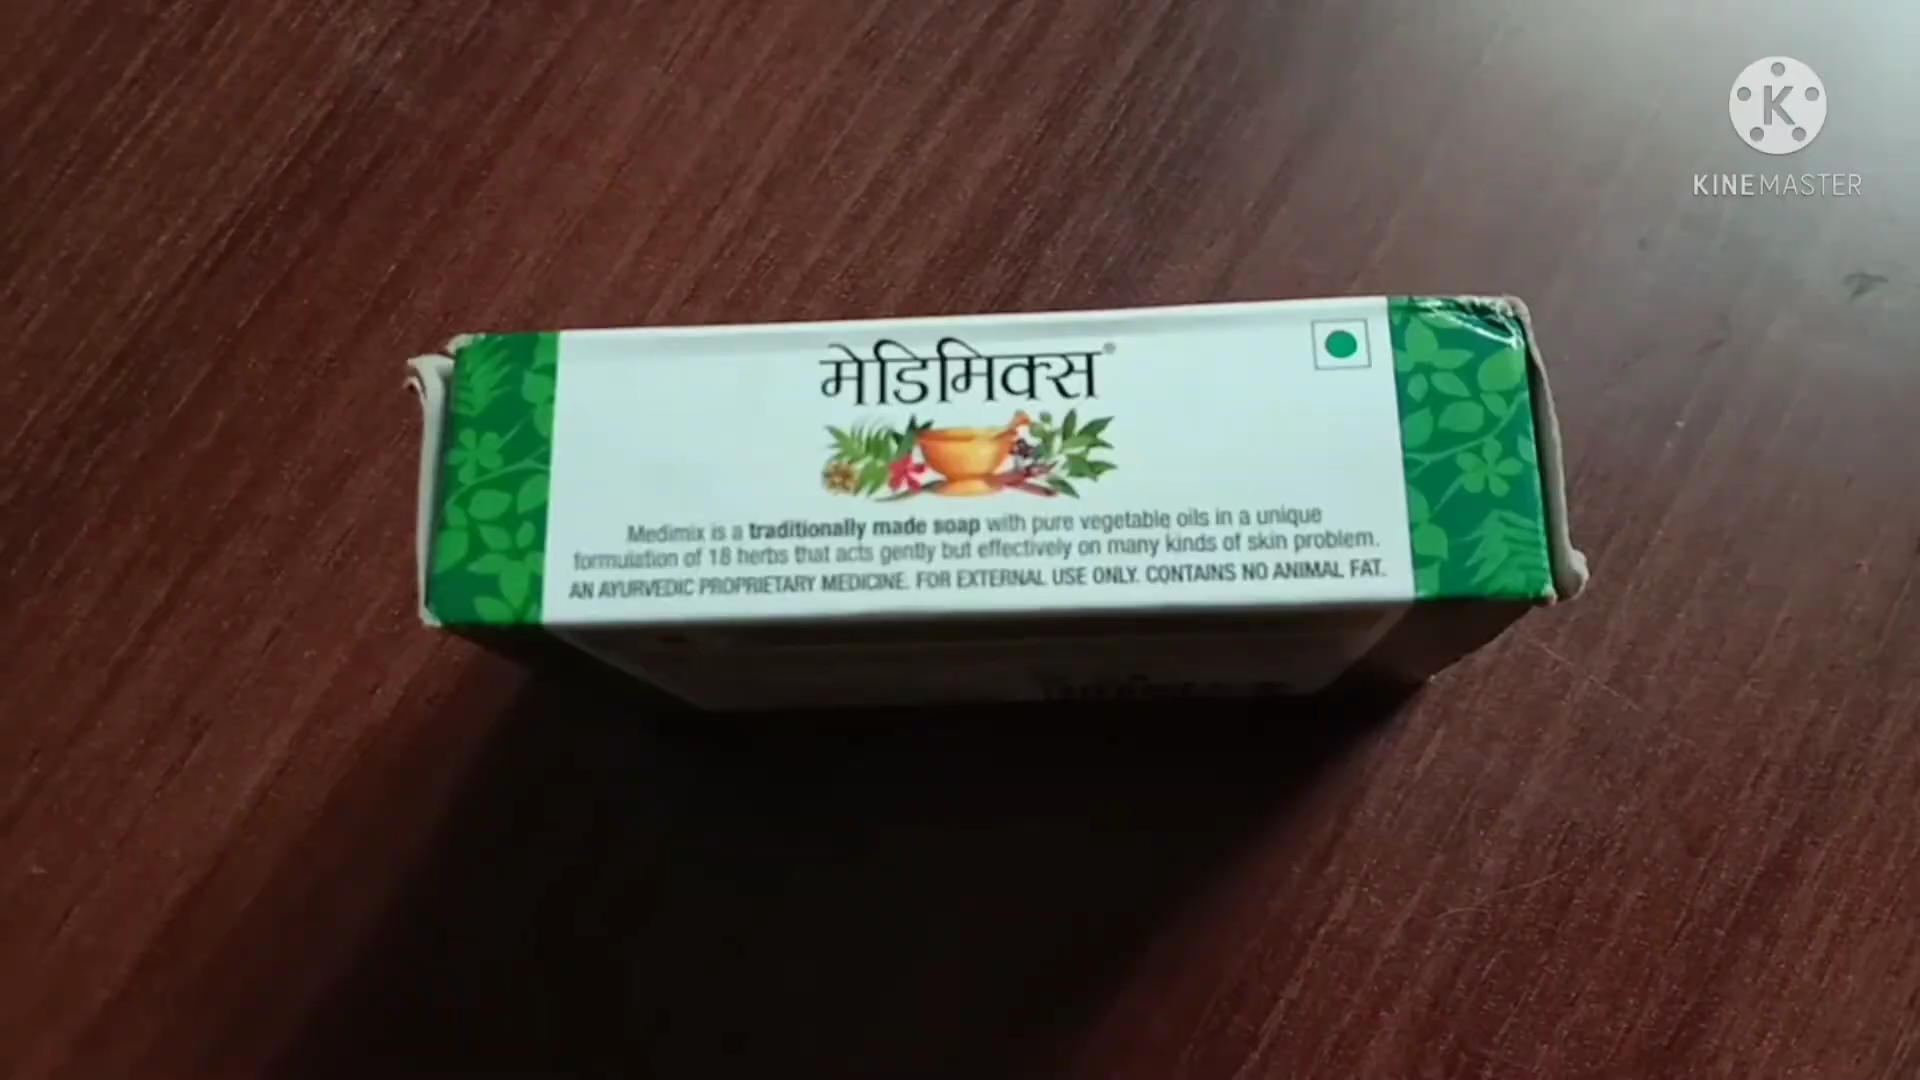 K
KINEMASTER
मेडिमिक्स®
Medimix is a traditionally made soap with pure vegetable oils in a unique
formulation of 18 herbs that acts gently but effectively on many kinds of skin problem.
AN AYURVEDIC PROPRIETARY MEDICINE. FOR EXTERNAL USE ONLY. CONTAINS NO ANIMAL FAT.